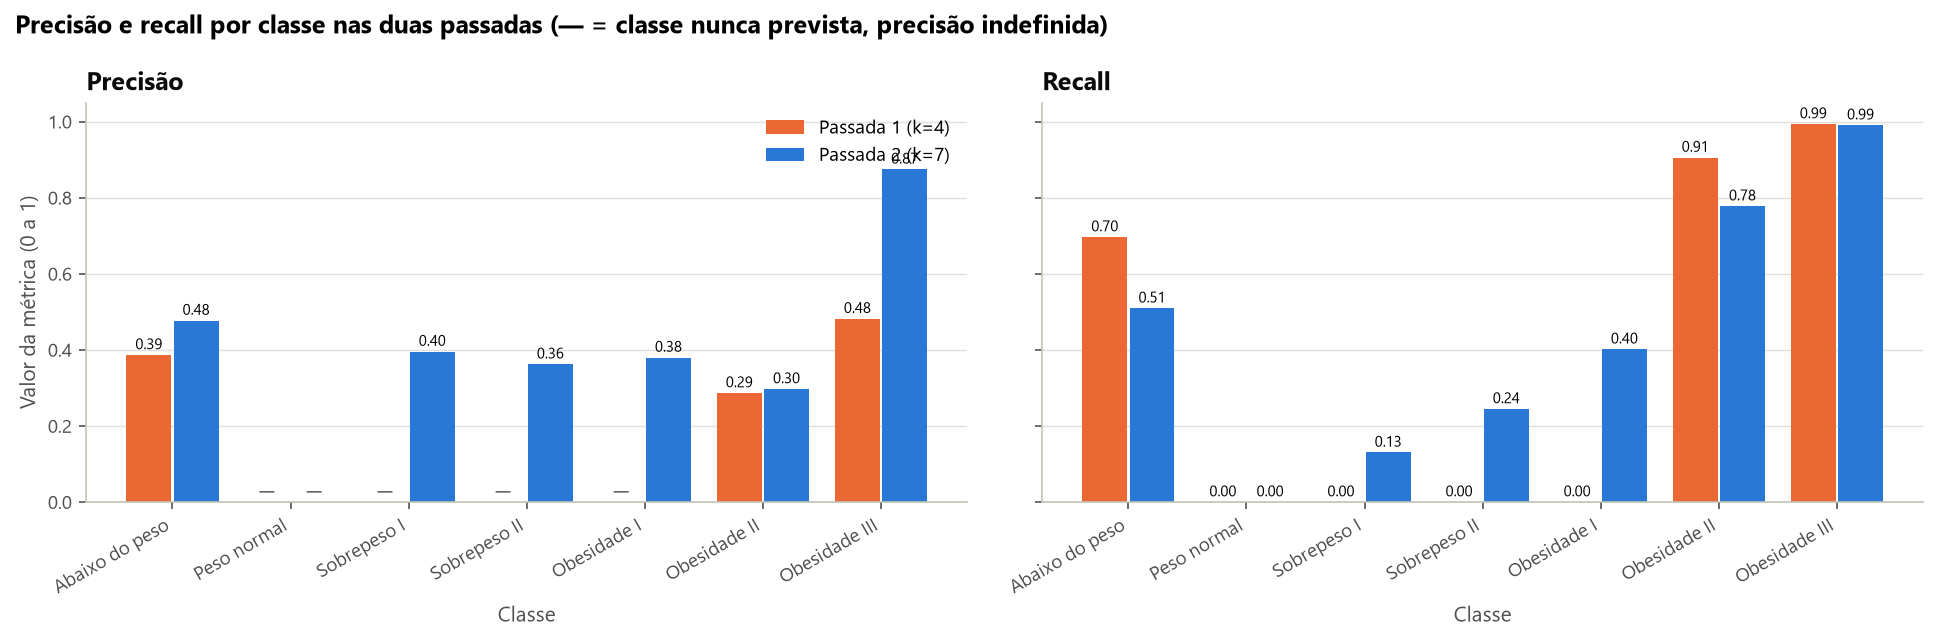 Precisão e recall por classe nas duas passadas (— = classe nunca prevista, precisão indefinida)
Precisão
Valor da métrica (0 a 1)
1.0
0.8
0.6
0.4
0.2
0.0
Passada 1 (k=4)
Passada 2 (k=7)
0.39
0.48
—
—
—
0.40
—
0.36
—
0.38
0.29
0.30
0.48
0.87
Abaixo do peso
Peso normal
Sobrepeso I
Sobrepeso II
Obesidade I
Obesidade II
Obesidade III
Classe
Recall
0.70
0.51
0.00
0.00
0.00
0.13
0.00
0.24
0.00
0.40
0.91
0.78
0.99
0.99
Abaixo do peso
Peso normal
Sobrepeso I
Sobrepeso II
Obesidade I
Obesidade II
Obesidade III
Classe